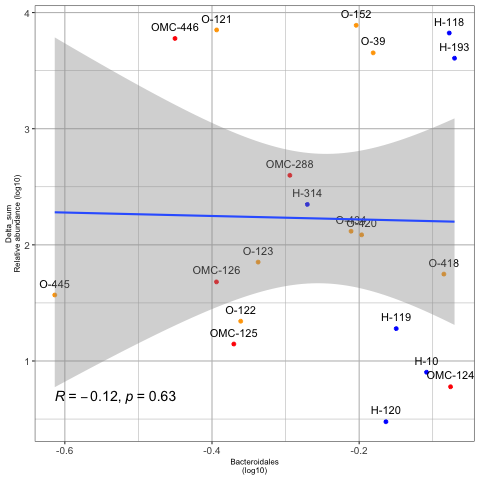 4
O-121
O-152
H-118
OMC-446
O-39
H-193
3
OMC-288
H-314
O-420
2
O-123
O-418
OMC-126
O-445
O-122
H-119
OMC-125
1
H-10
OMC-124
R = −0.12, p = 0.63
H-120
-0.6
-0.4
-0.2
Bacteroidales
(log10)
Delta_sum
Relative abundance (log10)